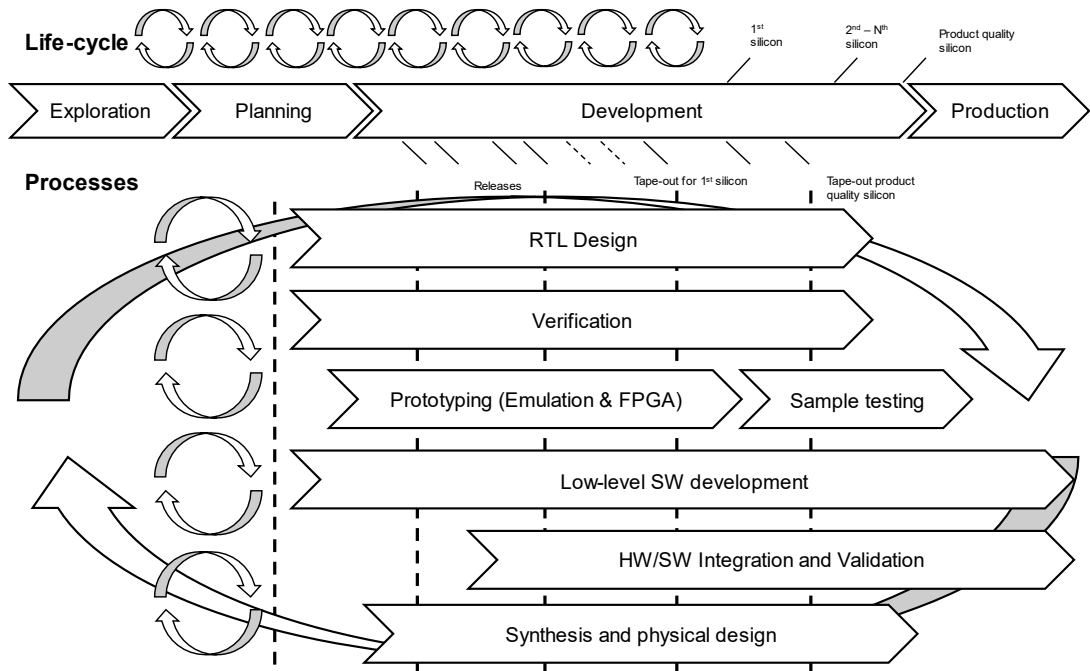 Life-cycle
1st silicon
2nd – Nth silicon
Product quality silicon
Exploration
Planning
Development
Production
Processes
Releases
Tape-out for 1st silicon
Tape-out product
quality silicon
RTL Design
Verification
Prototyping (Emulation & FPGA)
Sample testing
Low-level SW development
HW/SW Integration and Validation
Synthesis and physical design